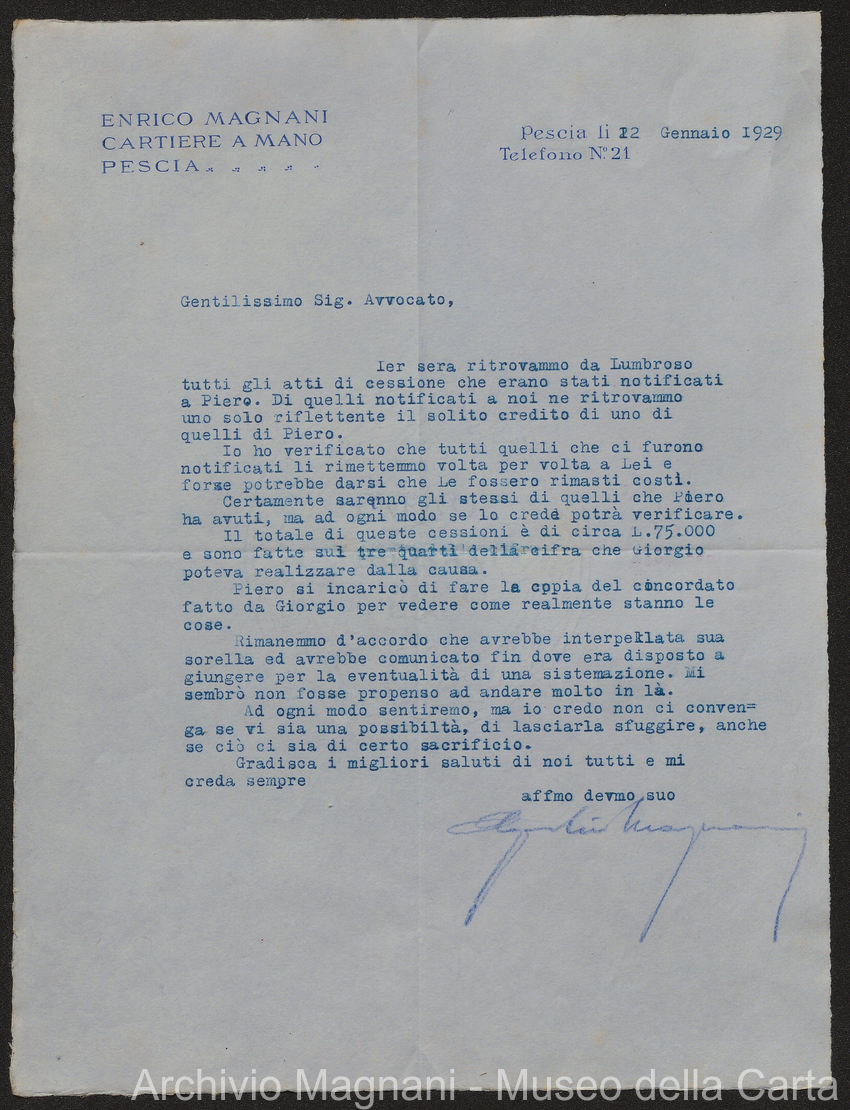 ENRICO MAGNANI
CARTIERE A MANO
PESCIA
Pescia li 12 Gennaio 1929
Telefono N.º 21
Gentilissimo Sig. Avvocato,
Ier sera ritrovammo da Lumbroso
tutti gli atti di cessione che erano stati notificati
a Piero. Di quelli notificati a noi ne ritrovammo
uno solo riflettente il solito credito di uno di
quelli di Piero.
Io ho verificato che tutti quelli che ci furono
notificati li rimettemmo volta per volta a Lei e
forse potrebbe darsi che Le fossero rimasti costì.
Certamente saranno gli stessi di quelli che Piero
ha avuti, ma ad ogni modo se lo crede potrà verificare.
Il totale di queste cessioni è di circa L.75.000
e sono fatte sui tre quarti della cifra che Giorgio
poteva realizzare dalla causa.
Piero si incaricò di fare la copia del concordato
fatto da Giorgio per vedere come realmente stanno le
cose.
Rimanemmo d'accordo che avrebbe interpellata sua
sorella ed avrebbe comunicato fin dove era disposto a
giungere per la eventualità di una sistemazione. Mi
sembrò non fosse propenso ad andare molto in là.
Ad ogni modo sentiremo, ma io credo non ci conven=
ga se vi sia una possibiltà, di lasciarla sfuggire, anche
se ciò ci sia di certo sacrificio.
Gradisca i migliori saluti di noi tutti e mi
creda sempre
affmo devmo suo
Magnani
Archivio Magnani - Museo della Carta